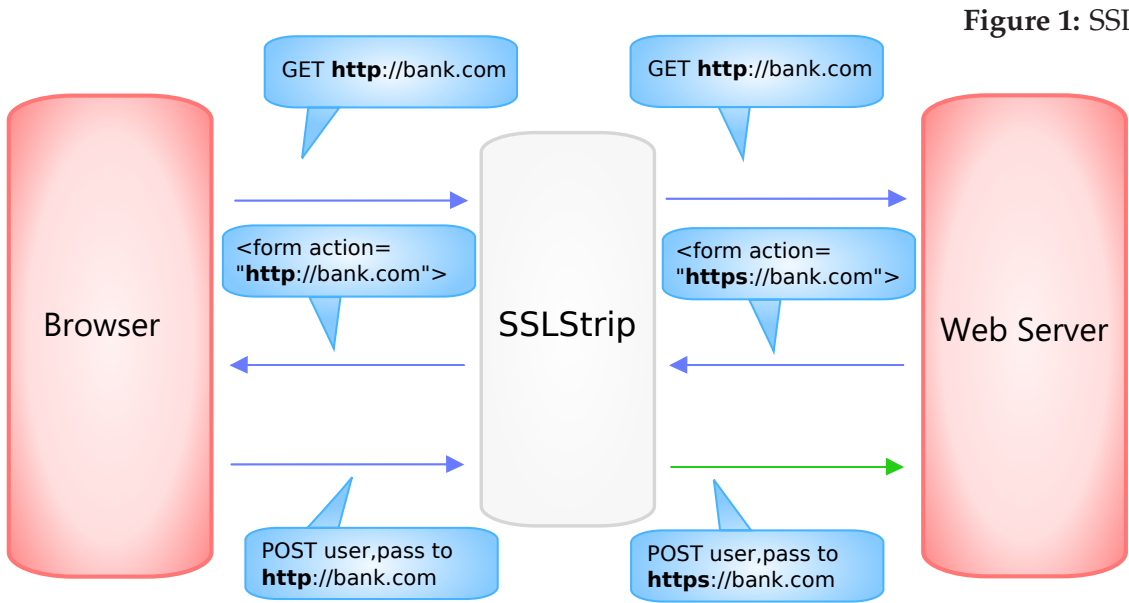 Figure 1: SSL
GET http://bank.com
GET http://bank.com
<form action=
"http://bank.com">
<form action=
"https://bank.com">
Browser
SSLStrip
Web Server
POST user,pass to
http://bank.com
POST user,pass to
https://bank.com